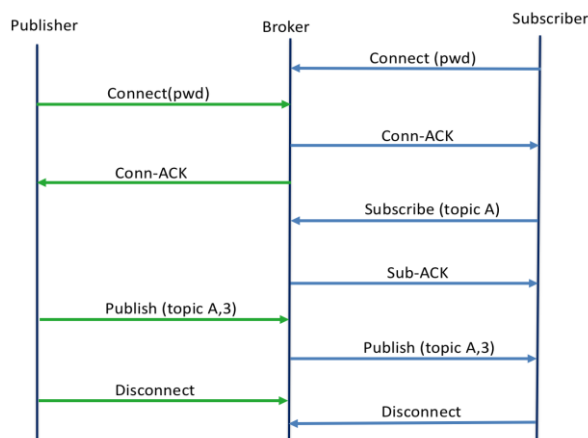 Publisher
Broker
Subscriber
Connect (pwd)
Connect(pwd)
Conn-ACK
Conn-ACK
Subscribe (topic A)
Sub-ACK
Publish (topic A,3)
Publish (topic A,3)
Disconnect
Disconnect